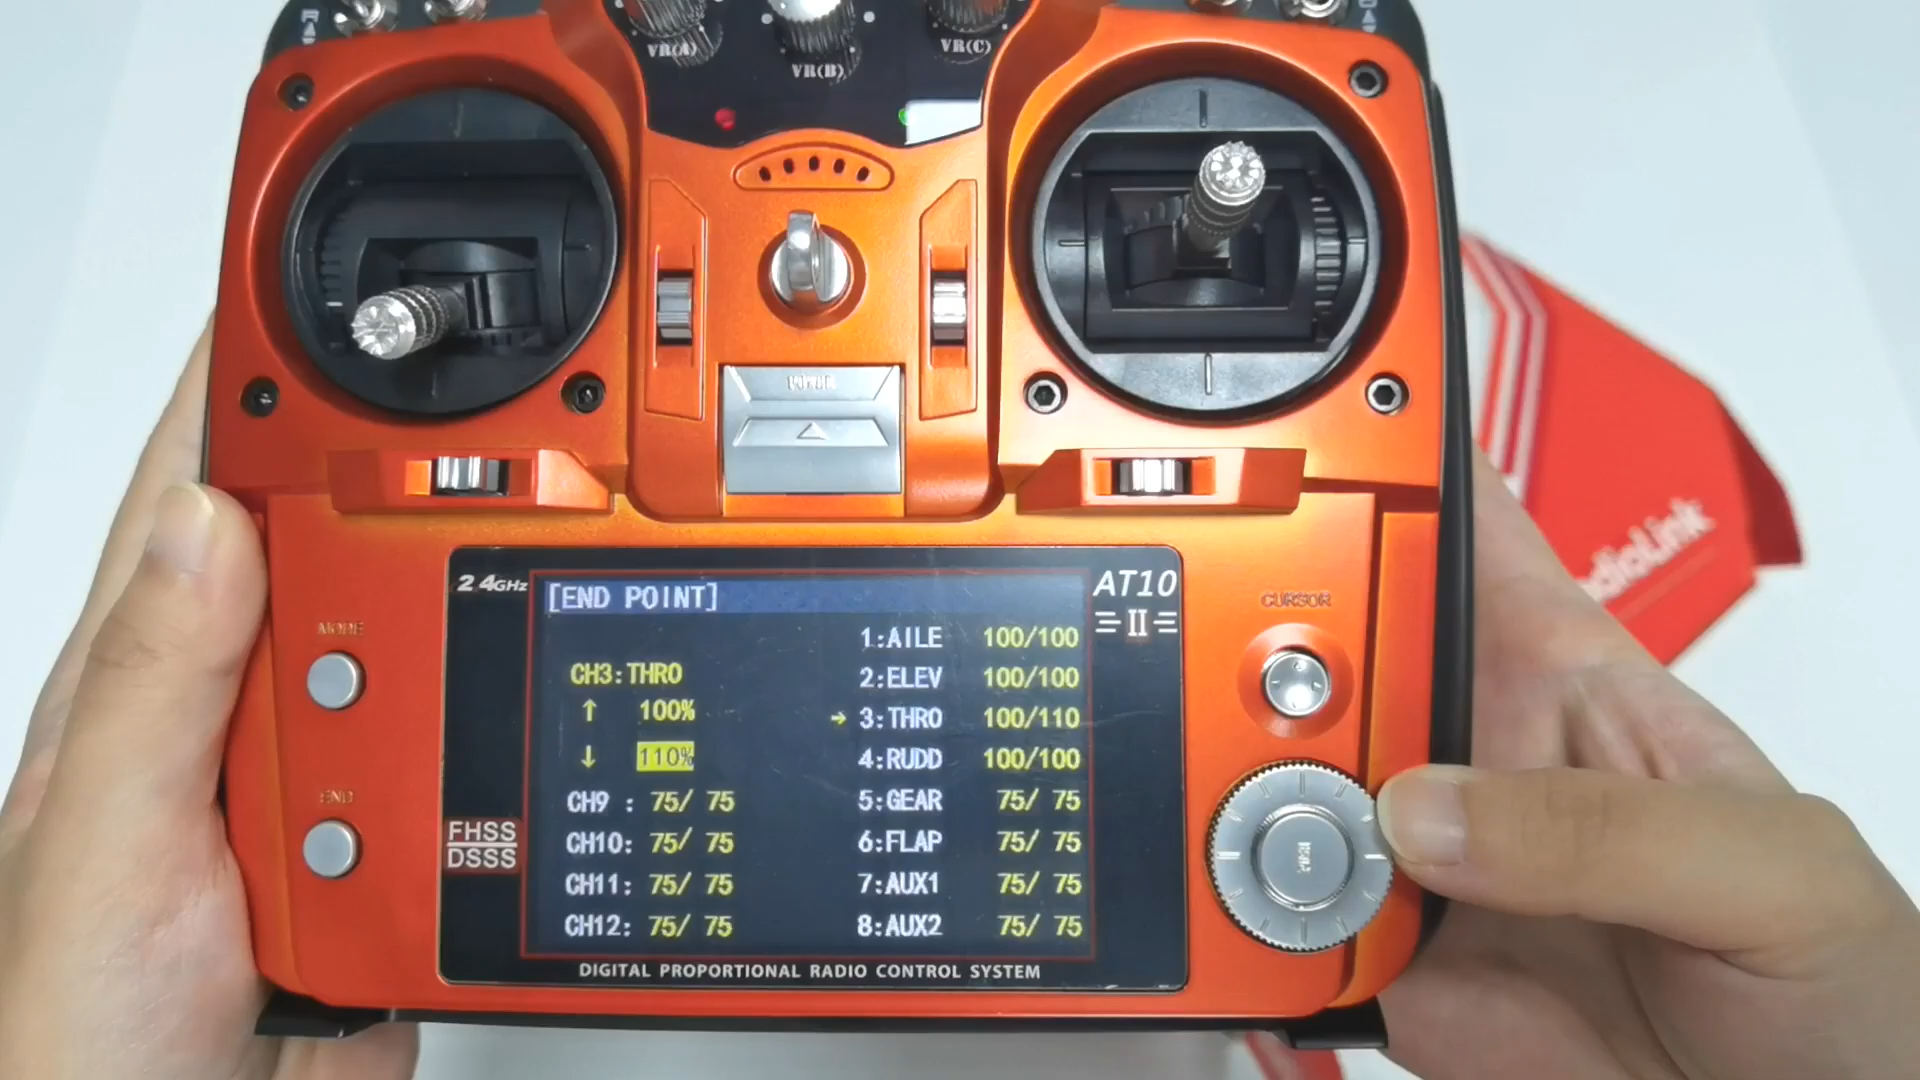 VR(A)
VR(B)
VR(C)
POWER
MODE
END
2.4GHz
FHSS
DSSS
[END POINT]
CH3:THRO
↑ 100%
↓ 110%
CH9 : 75/ 75
CH10: 75/ 75
CH11: 75/ 75
CH12: 75/ 75
1:AILE 100/100
2:ELEV 100/100
→ 3:THRO 100/110
4:RUDD 100/100
5:GEAR 75/ 75
6:FLAP 75/ 75
7:AUX1 75/ 75
8:AUX2 75/ 75
AT10
II
DIGITAL PROPORTIONAL RADIO CONTROL SYSTEM
CURSOR
PUSH
dioLink